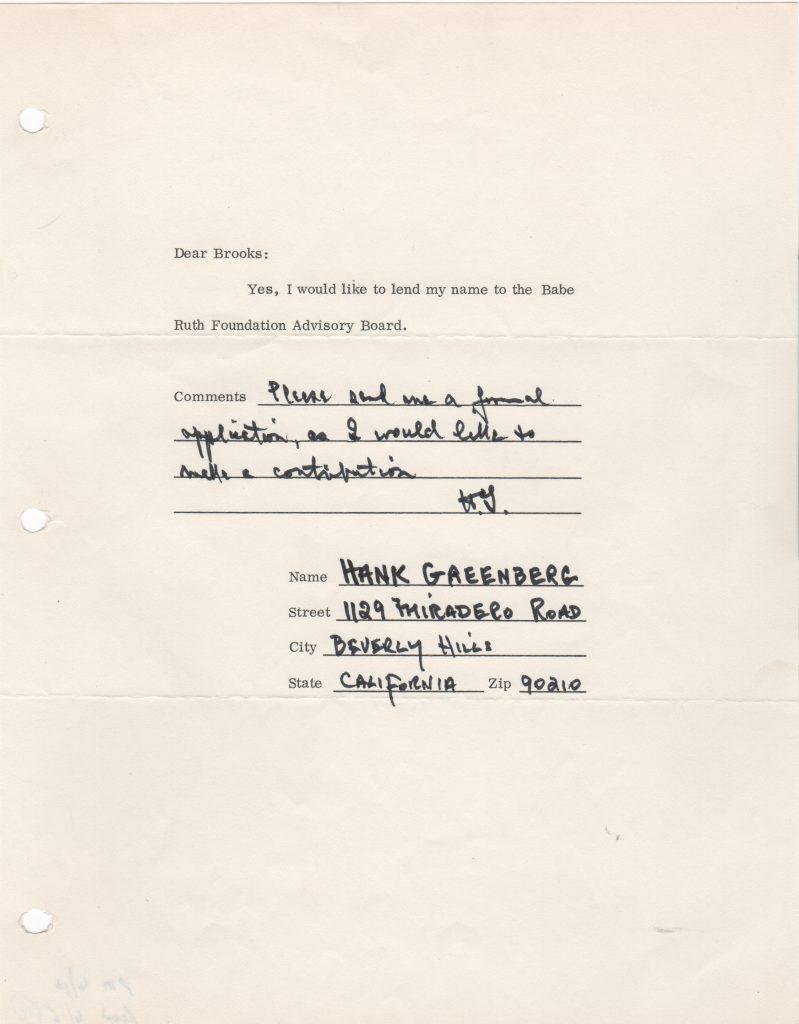 Dear Brooks:
Yes, I would like to lend my name to the Babe
Ruth Foundation Advisory Board.
Comments Please send me a formal
application, as I would like to
make a contribution
H.G.
Name HANK GREENBERG
Street 1129 MIRADERO ROAD
City BEVERLY HILLS
State CALIFORNIA Zip 90210